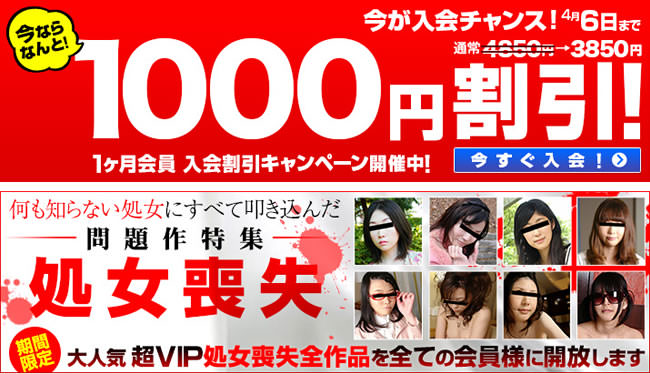 今なら
なんと!
今が入会チャンス! 4月6日まで
通常 4850円→3850円
1000円割引!
1ヶ月会員 入会割引キャンペーン開催中!
今すぐ入会!
何も知らない処女にすべて叩き込んだ
問題作特集
処女喪失
期間
限定
大人気 超VIP処女喪失全作品を全ての会員様に開放します